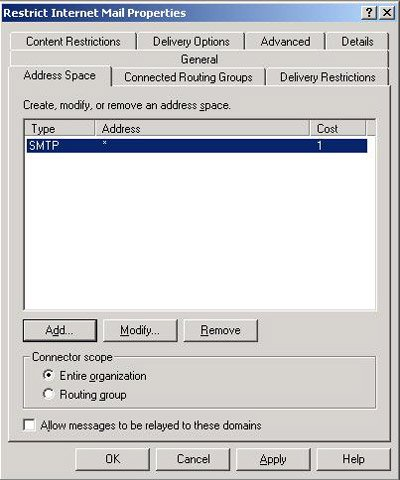 Restrict Internet Mail Properties
Content Restrictions Delivery Options Advanced Details
General
Address Space Connected Routing Groups Delivery Restrictions
Create, modify, or remove an address space.
Type Address Cost
SMTP * 1
Add... Modify... Remove
Connector scope
Entire organization
Routing group
Allow messages to be relayed to these domains
OK Cancel Apply Help